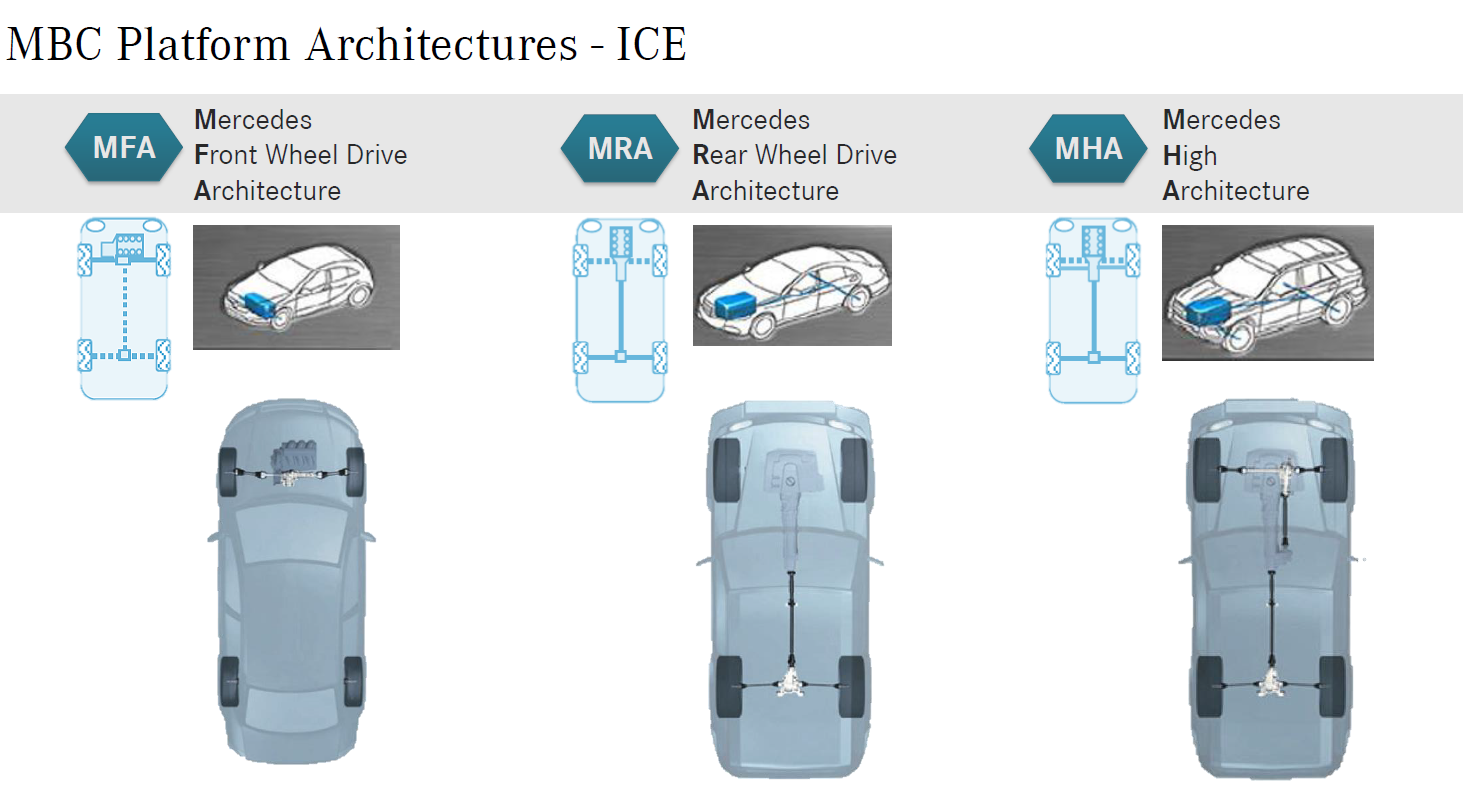 MBC Platform Architectures - ICE
MFA
Mercedes
Front Wheel Drive
Architecture
MRA
Mercedes
Rear Wheel Drive
Architecture
MHA
Mercedes
High
Architecture